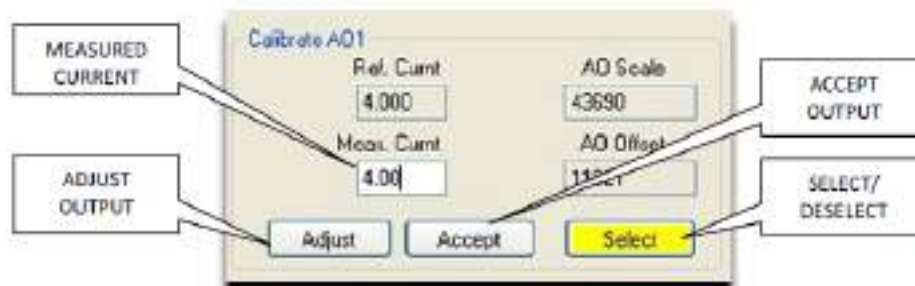 MEASURED
CURRENT
ADJUST
OUTPUT
Calibrate AO1
Ref. Curnt
AO Scale
4.000
43690
Meas. Curnt
AO Offset
4.00
Adjust
Accept
Select
ACCEPT
OUTPUT
SELECT/
DESELECT